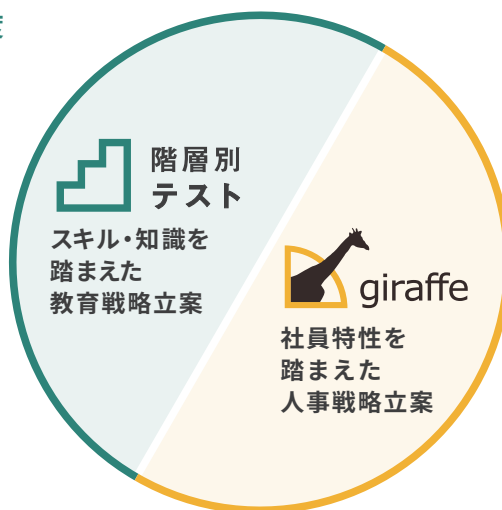 階層別
テスト
スキル・知識を
踏まえた
教育戦略立案
giraffe
社員特性を
踏まえた
人事戦略立案